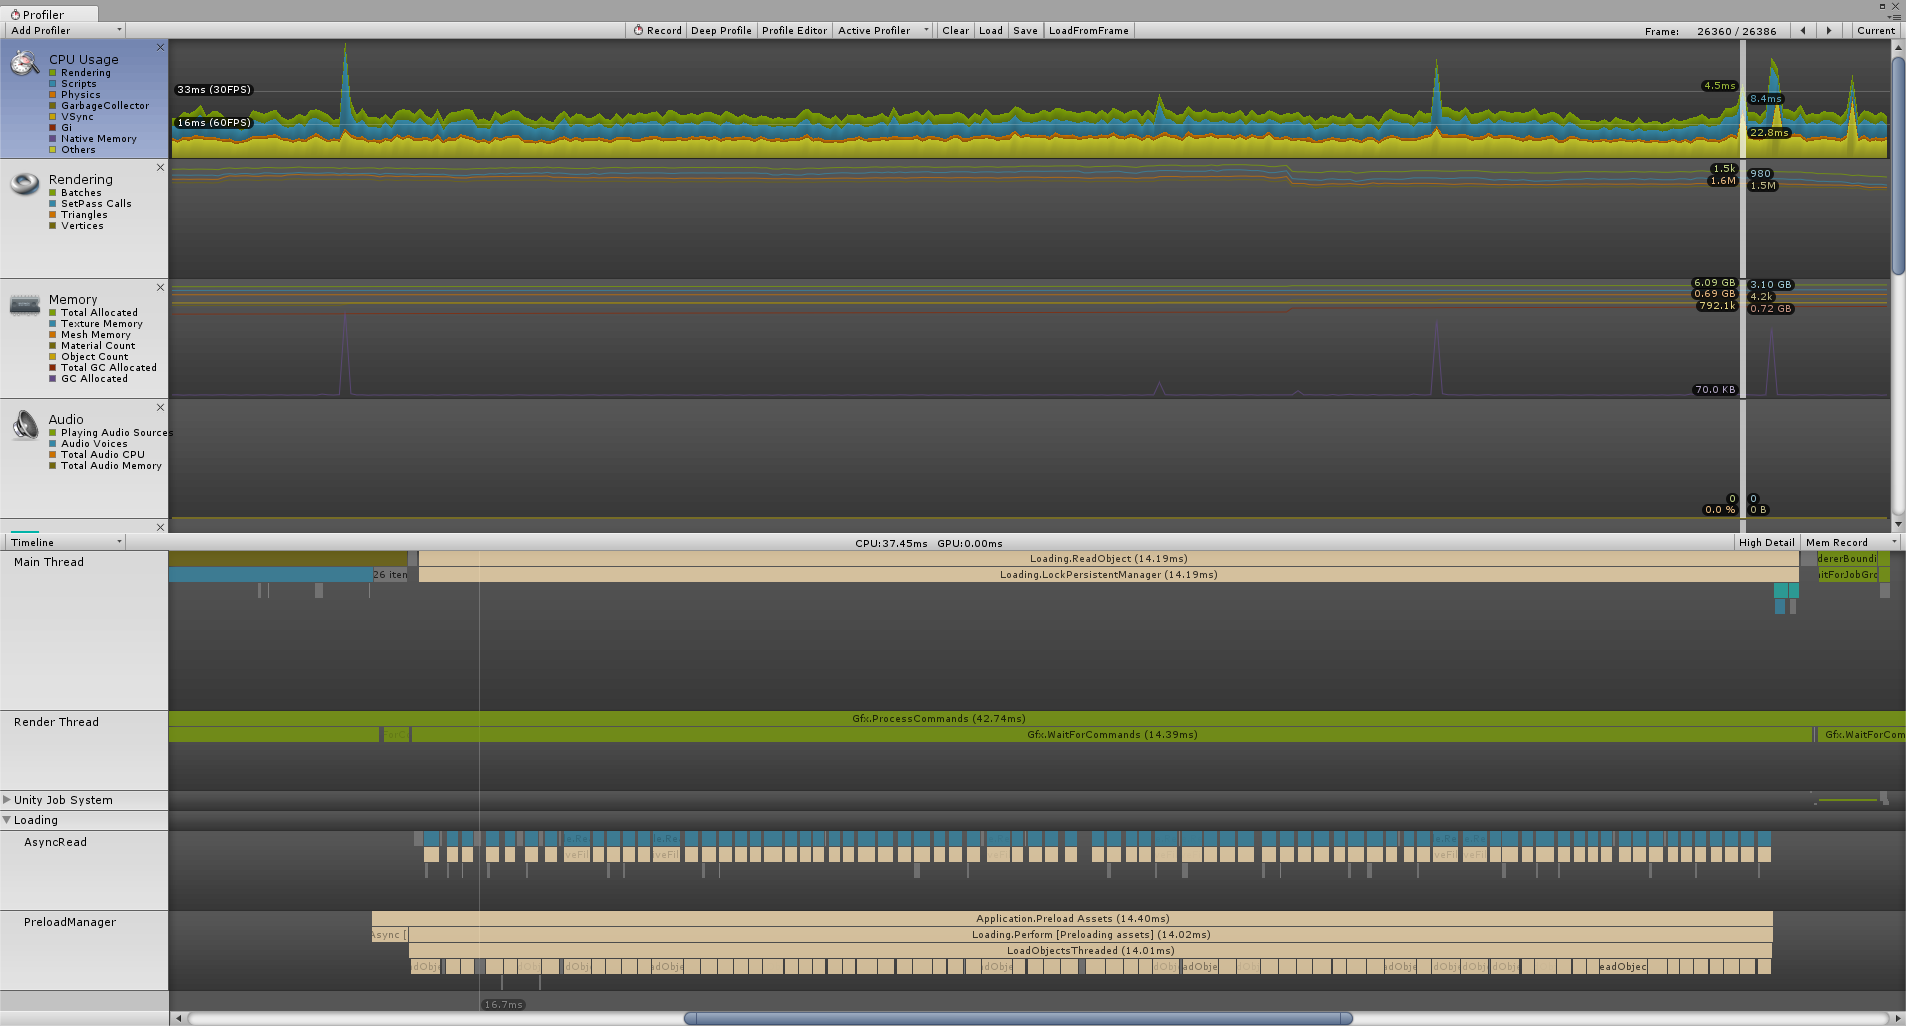 Profiler
Add Profiler
Record Deep Profile Profile Editor Active Profiler Clear Load Save LoadFromFrame Frame: 26360 / 26386 Current
CPU Usage
Rendering
Scripts
Physics
GarbageCollector
VSync
Gi
Native Memory
Others
33ms (30FPS)
16ms (60FPS)
4.5ms
8.4ms
22.8ms
Rendering
Batches
SetPass Calls
Triangles
Vertices
1.5k
980
1.6M
1.5M
Memory
Total Allocated
Texture Memory
Mesh Memory
Material Count
Object Count
Total GC Allocated
GC Allocated
6.09 GB
3.10 GB
0.69 GB
4.2k
792.1k
0.72 GB
70.0 KB
Audio
Playing Audio Sources
Audio Voices
Total Audio CPU
Total Audio Memory
0
0
0.0 %
0 B
Timeline CPU:37.45ms GPU:0.00ms High Detail Mem Record
Main Thread
Loading.ReadObject (14.19ms)
dererBoundi
26 iten
Loading.LockPersistentManager (14.19ms)
itForJobGro
Render Thread
Gfx.ProcessCommands (42.74ms)
Gfx.WaitForCommands (14.39ms)
Gfx.WaitForCom
Unity Job System
Loading
AsyncRead
PreloadManager
Application.Preload Assets (14.40ms)
Async [
Loading.Perform [Preloading assets] (14.02ms)
LoadObjectsThreaded (14.01ms)
adObje
eadObjec
16.7ms